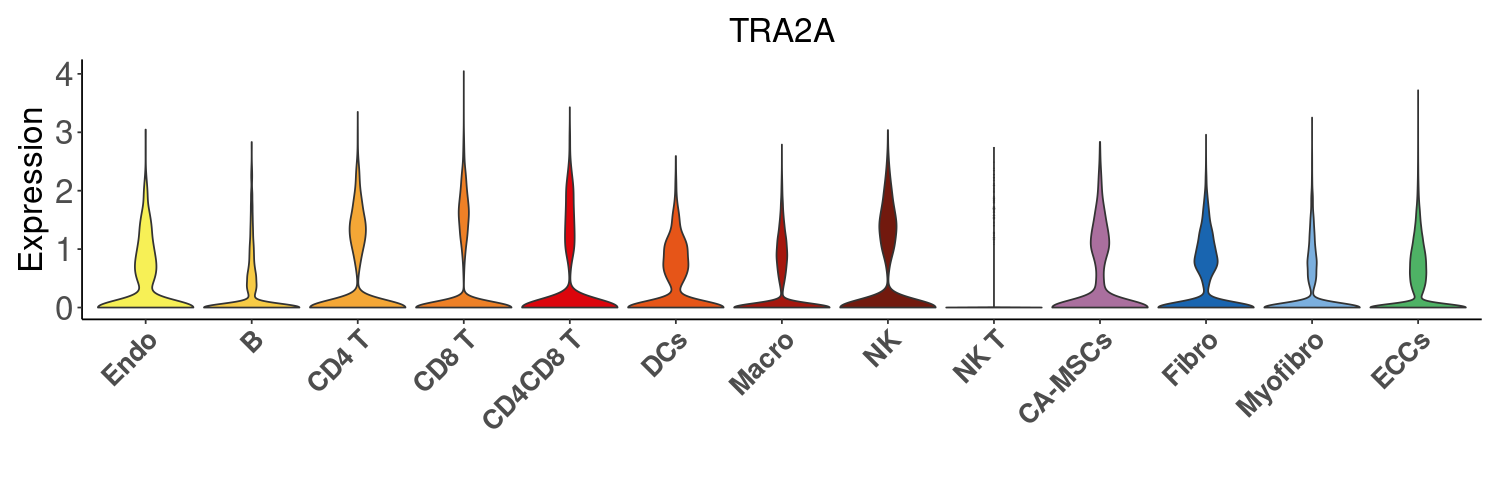 TRA2A
Expression
4
3
2
1
0
Endo
B
CD4 T
CD8 T
CD4CD8 T
DCs
Macro
NK
NK T
CA-MSCs
Fibro
Myofibro
ECCs